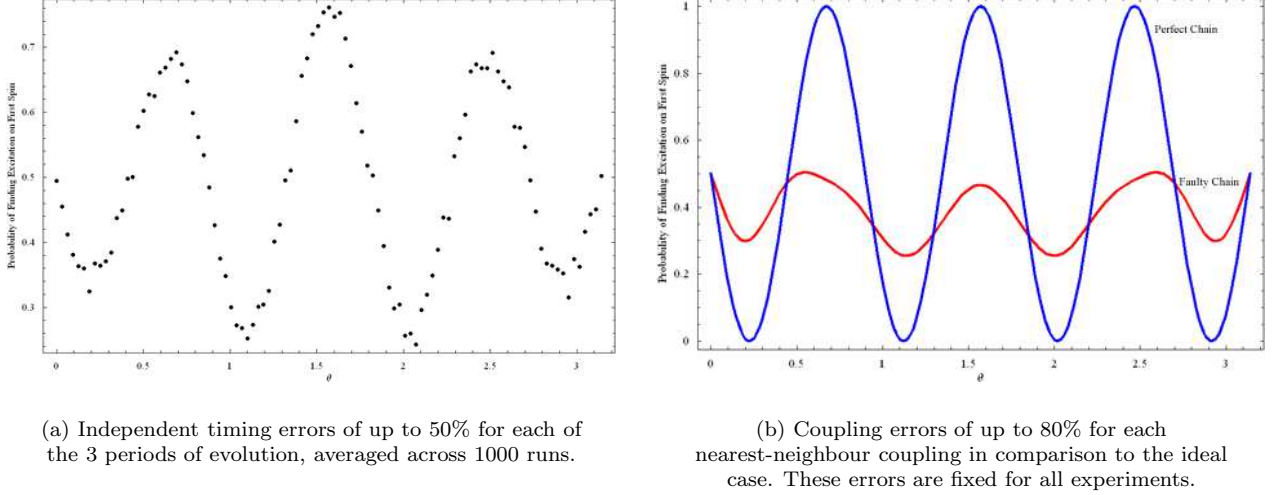 Probability of Finding Excitation on First Spin
0.7
0.6
0.5
0.4
0.3
0
0.5
1
1.5
2
2.5
3
θ
(a) Independent timing errors of up to 50% for each of
the 3 periods of evolution, averaged across 1000 runs.
Probability of Finding Excitation on First Spin
1
0.8
0.6
0.4
0.2
0
Perfect Chain
Faulty Chain
0
0.5
1
1.5
2
2.5
3
θ
(b) Coupling errors of up to 80% for each
nearest-neighbour coupling in comparison to the ideal
case. These errors are fixed for all experiments.